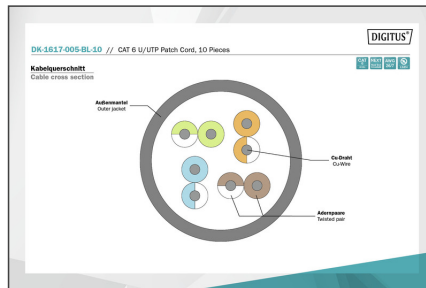 DIGITUS®
DK-1617-005-BL-10 // CAT 6 U/UTP Patch Cord, 10 Pieces
Kabelquerschnitt
Cable cross section
Außenmantel
Outer jacket
Cu-Draht
Cu-Wire
Adernpaare
Twisted pair